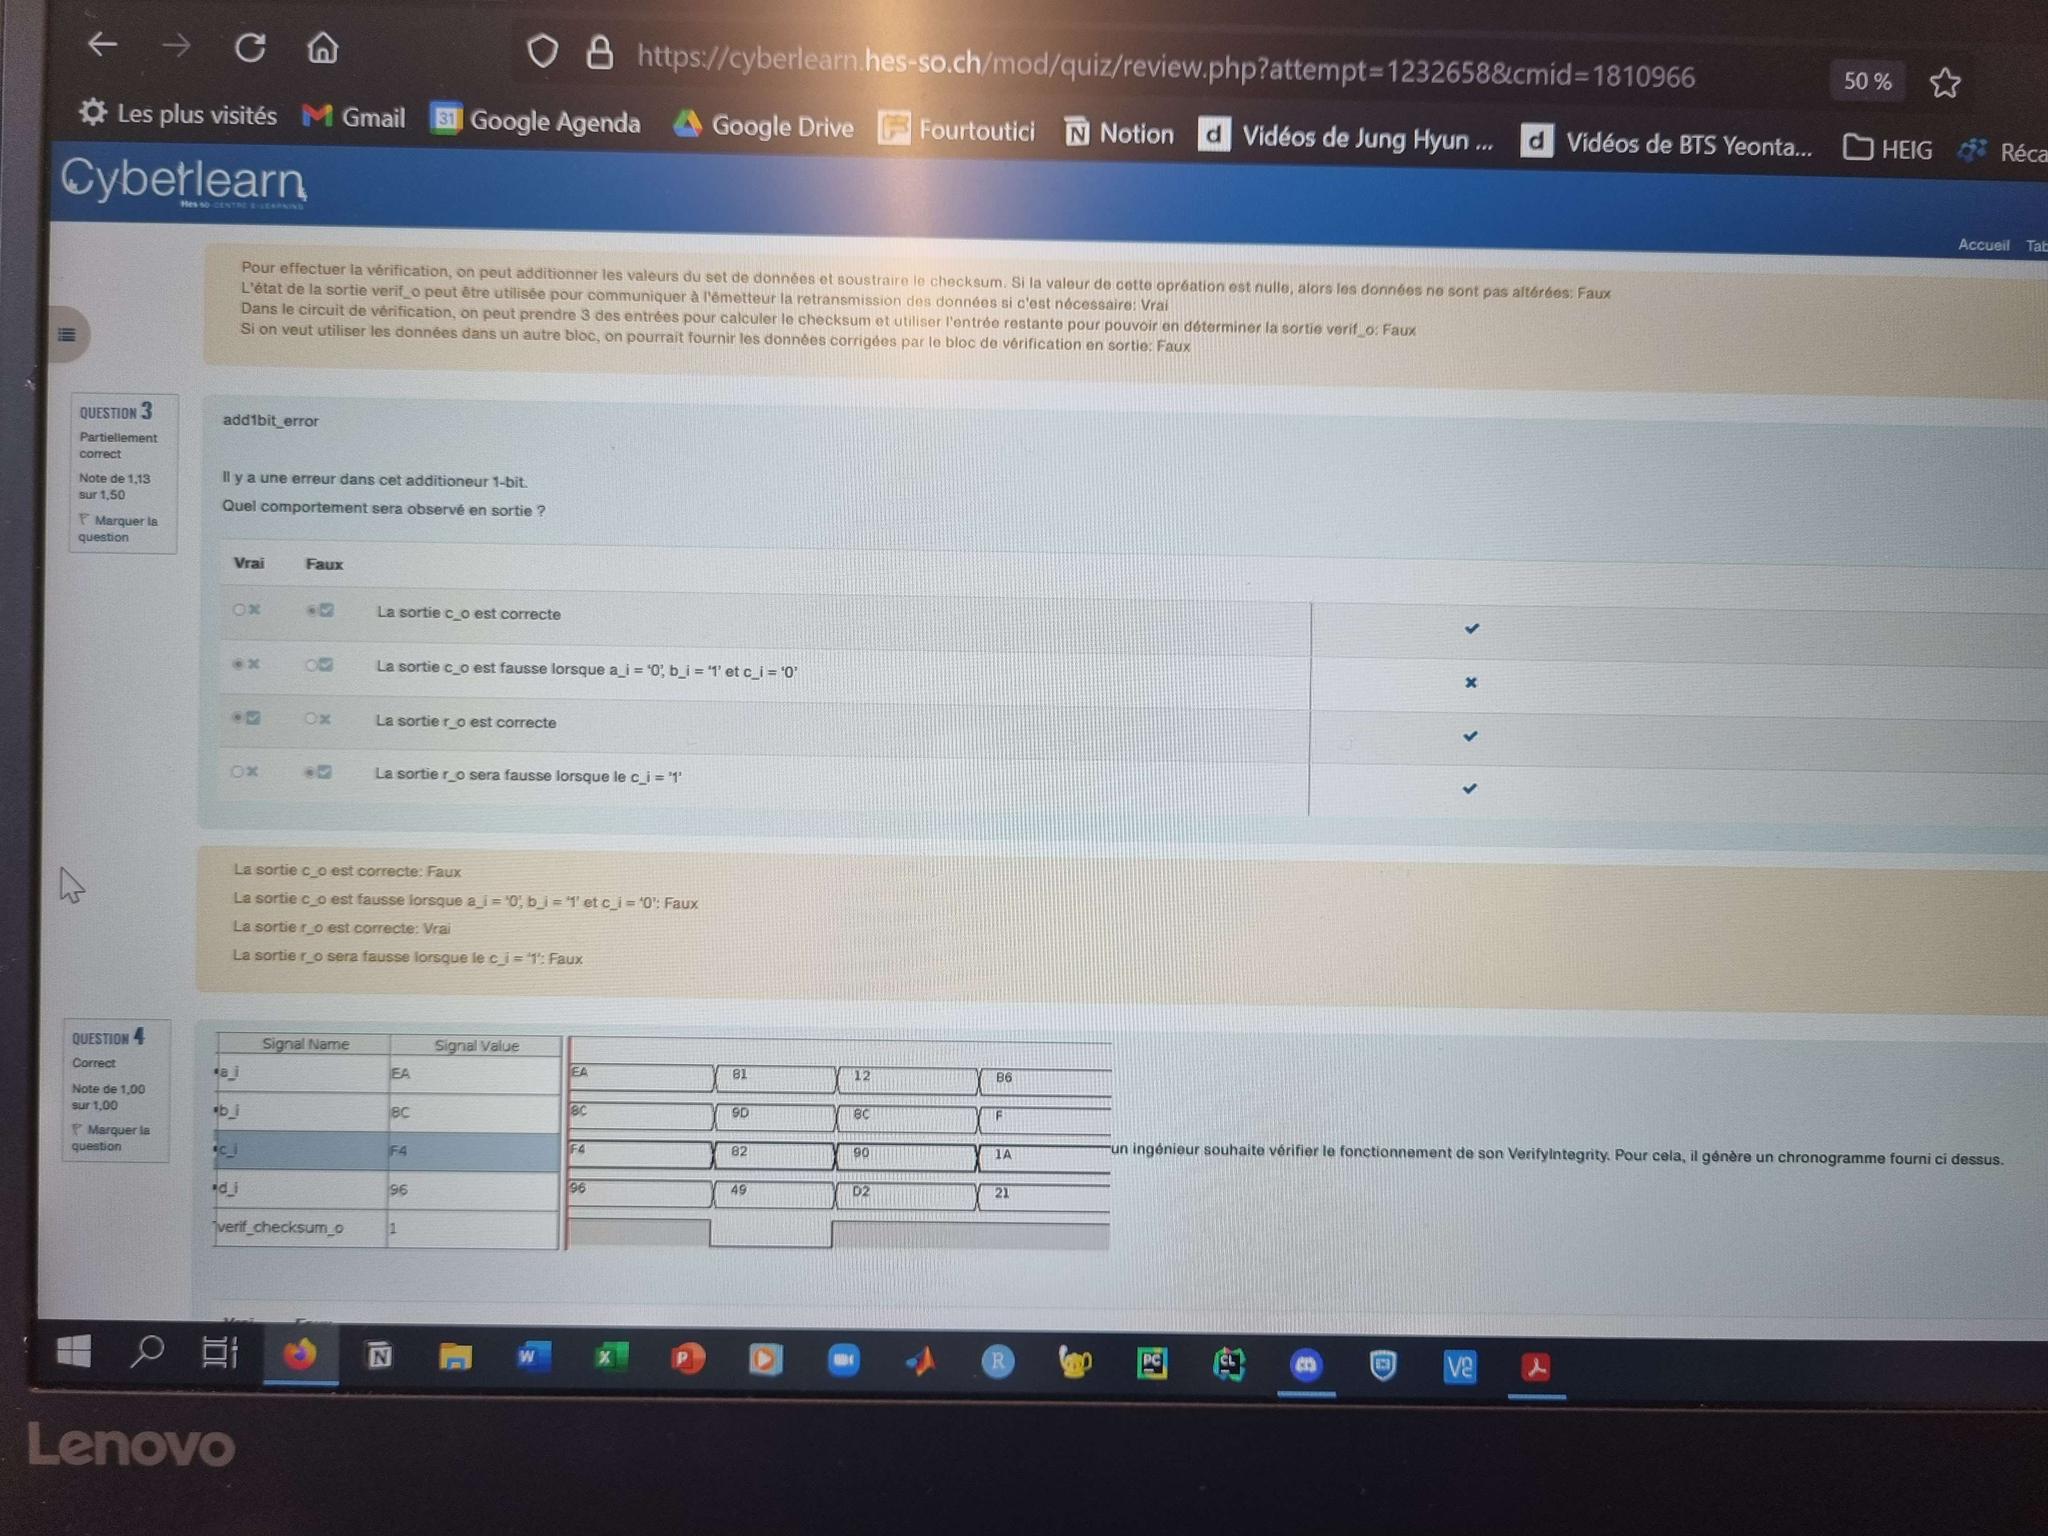 https://cyberlearn.hes-so.ch/mod/quiz/review.php?attempt=1232658&cmid=1810966
50 %
Les plus visités
Gmail
31
Google Agenda
Google Drive
Fourtoutici
Notion
d
Vidéos de Jung Hyun ...
d
Vidéos de BTS Yeonta...
HEIG
Réca
Cyberlearn
Hes·so CENTRE E-LEARNING
Accueil
Tab
Pour effectuer la vérification, on peut additionner les valeurs du set de données et soustraire le checksum. Si la valeur de cette opréation est nulle, alors les données ne sont pas altérées: Faux
L'état de la sortie verif_o peut être utilisée pour communiquer à l'émetteur la retransmission des données si c'est nécessaire: Vrai
Dans le circuit de vérification, on peut prendre 3 des entrées pour calculer le checksum et utiliser l'entrée restante pour pouvoir en déterminer la sortie verif_o: Faux
Si on veut utiliser les données dans un autre bloc, on pourrait fournir les données corrigées par le bloc de vérification en sortie: Faux
QUESTION 3
Partiellement
correct
Note de 1,13
sur 1,50
Marquer la
question
add1bit_error
Il y a une erreur dans cet additioneur 1-bit.
Quel comportement sera observé en sortie ?
Vrai Faux
La sortie c_o est correcte
La sortie c_o est fausse lorsque a_i = '0', b_i = '1' et c_i = '0'
La sortie r_o est correcte
La sortie r_o sera fausse lorsque le c_i = '1'
La sortie c_o est correcte: Faux
La sortie c_o est fausse lorsque a_i = '0', b_i = '1' et c_i = '0': Faux
La sortie r_o est correcte: Vrai
La sortie r_o sera fausse lorsque le c_i = '1': Faux
QUESTION 4
Correct
Note de 1,00
sur 1,00
Marquer la
question
Signal Name Signal Value
a_i EA EA 81 12 B6
b_i 8C 8C 9D 8C F
c_i F4 F4 82 90 1A
d_i 96 96 49 D2 21
verif_checksum_o 1
un ingénieur souhaite vérifier le fonctionnement de son VerifyIntegrity. Pour cela, il génère un chronogramme fourni ci dessus.
N
W
X
P
R
PC
CL
V2
Lenovo